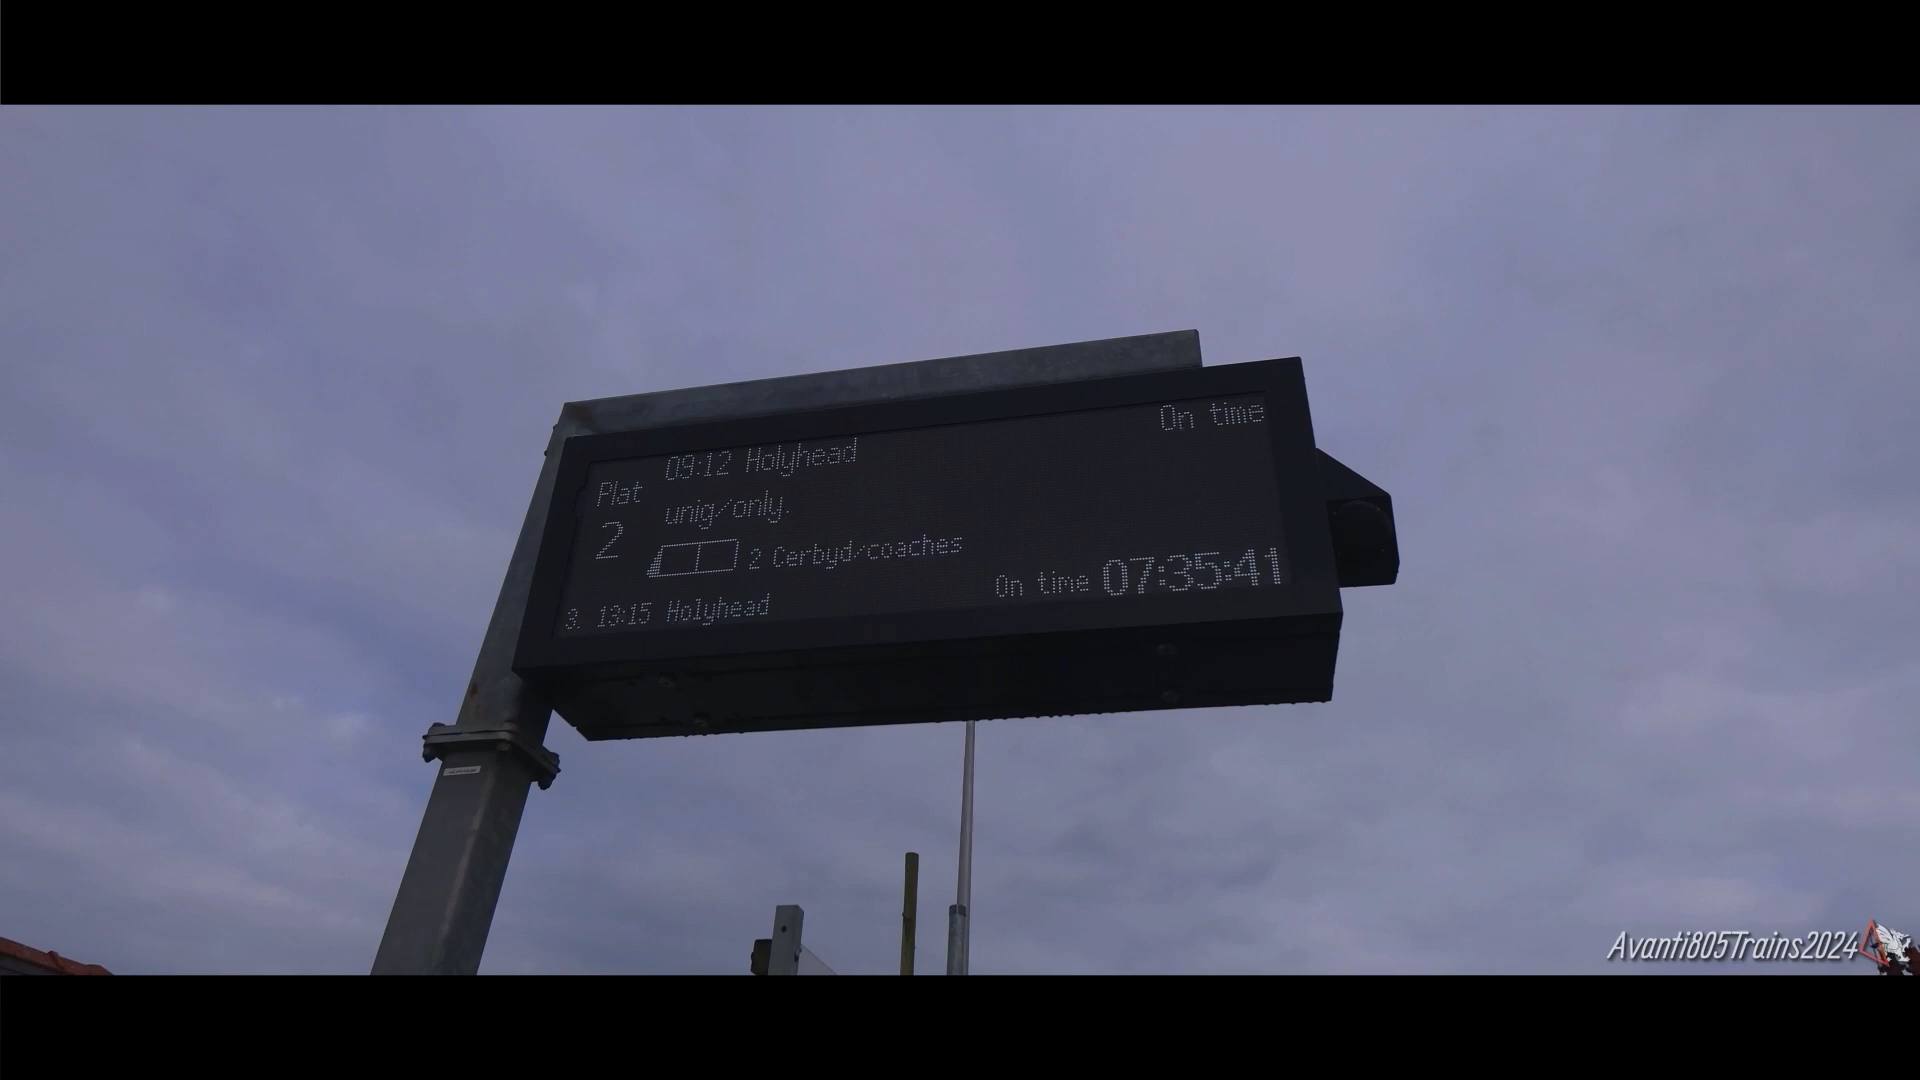 On time
09:12 Holyhead
Plat
2
unig/only.
2 Cerbyd/coaches
3. 13:15 Holyhead On time 07:35:41
Avanti805Trains2024